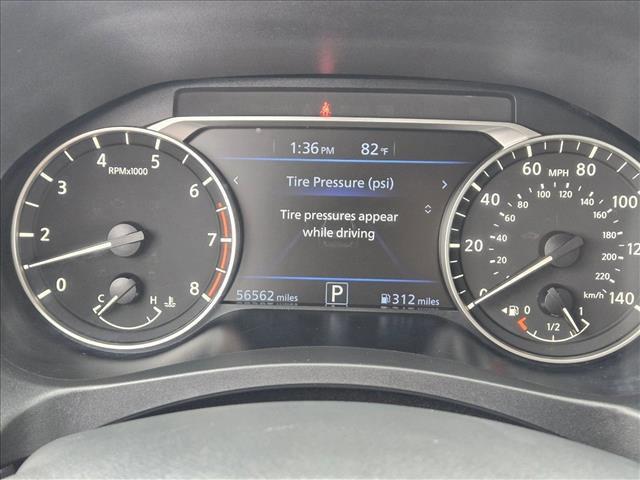 1:36 PM 82°F
Tire Pressure (psi)
Tire pressures appear
while driving
56562 miles P 312 miles
0 2 3 4 5 6 7 8
RPMx1000
C H
0 20 40 60 80 100 120 140
MPH
20 40 60 80 100 120 140 160 180 200 220
km/h
0 1/2 1